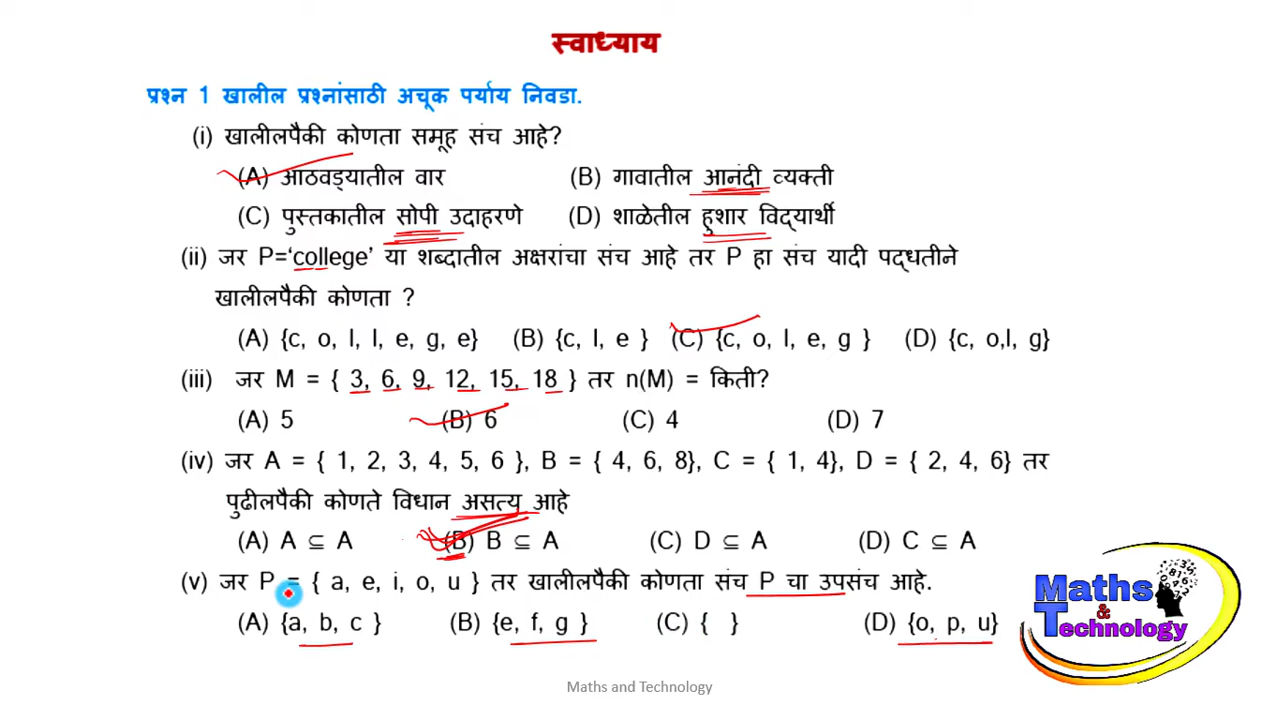 स्वाध्याय
प्रश्न 1 खालील प्रश्नांसाठी अचूक पर्याय निवडा.
(i) खालीलपैकी कोणता समूह संच आहे?
(A) आठवड्यातील वार (B) गावातील आनंदी व्यक्ती
(C) पुस्तकातील सोपी उदाहरणे (D) शाळेतील हुशार विद्यार्थी
(ii) जर P=‘college’ या शब्दातील अक्षरांचा संच आहे तर P हा संच यादी पद्धतीने
खालीलपैकी कोणता ?
(A) {c, o, l, l, e, g, e} (B) {c, l, e } (C) {c, o, l, e, g } (D) {c, o,l, g}
(iii) जर M = { 3, 6, 9, 12, 15, 18 } तर n(M) = किती?
(A) 5 (B) 6 (C) 4 (D) 7
(iv) जर A = { 1, 2, 3, 4, 5, 6 }, B = { 4, 6, 8}, C = { 1, 4}, D = { 2, 4, 6} तर
पुढीलपैकी कोणते विधान असत्य आहे
(A) A ⊆ A (B) B ⊆ A (C) D ⊆ A (D) C ⊆ A
(v) जर P = { a, e, i, o, u } तर खालीलपैकी कोणता संच P चा उपसंच आहे.
(A) {a, b, c } (B) {e, f, g } (C) { } (D) {o, p, u}
Maths
&
Technology
Maths and Technology